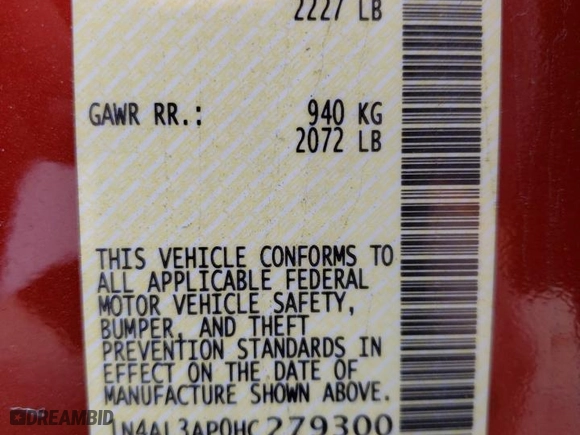 2227 LB
GAWR RR.: 940 KG
2072 LB
THIS VEHICLE CONFORMS TO
ALL APPLICABLE FEDERAL
MOTOR VEHICLE SAFETY,
BUMPER, AND THEFT
PREVENTION STANDARDS IN
EFFECT ON THE DATE OF
MANUFACTURE SHOWN ABOVE.
1N4AL3AP0HC279300
DREAMBID